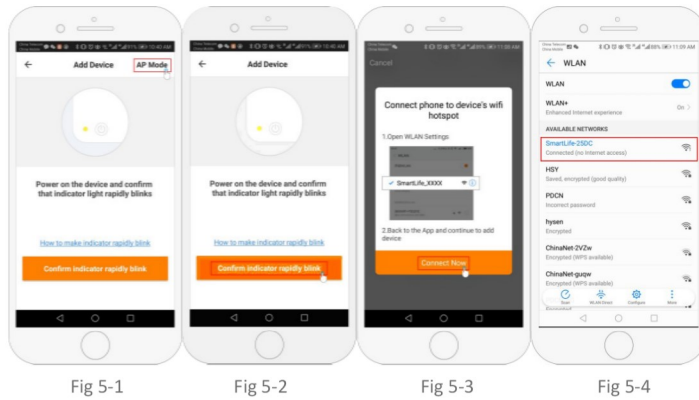 Add Device
AP Mode
Power on the device and confirm
that indicator light rapidly blinks
How to make indicator rapidly blink
Confirm indicator rapidly blink
Fig 5-1
Add Device
Power on the device and confirm
that indicator light rapidly blinks
How to make indicator rapidly blink
Confirm indicator rapidly blink
Fig 5-2
Cancel
Connect phone to device's wifi
hotspot
1.Open WLAN Settings
SmartLife_XXXX
2.Back to the App and continue to add
device
Connect Now
Fig 5-3
WLAN
WLAN
WLAN+
Enhanced Internet experience
On
AVAILABLE NETWORKS
SmartLife-25DC
Connected (no Internet access)
HSY
Saved, encrypted (good quality)
PDCN
Incorrect password
hysen
Encrypted
ChinaNet-2VZw
Encrypted (WPS available)
ChinaNet-guqw
Encrypted (WPS available)
Scan
WLAN Direct
Configure
More
Fig 5-4